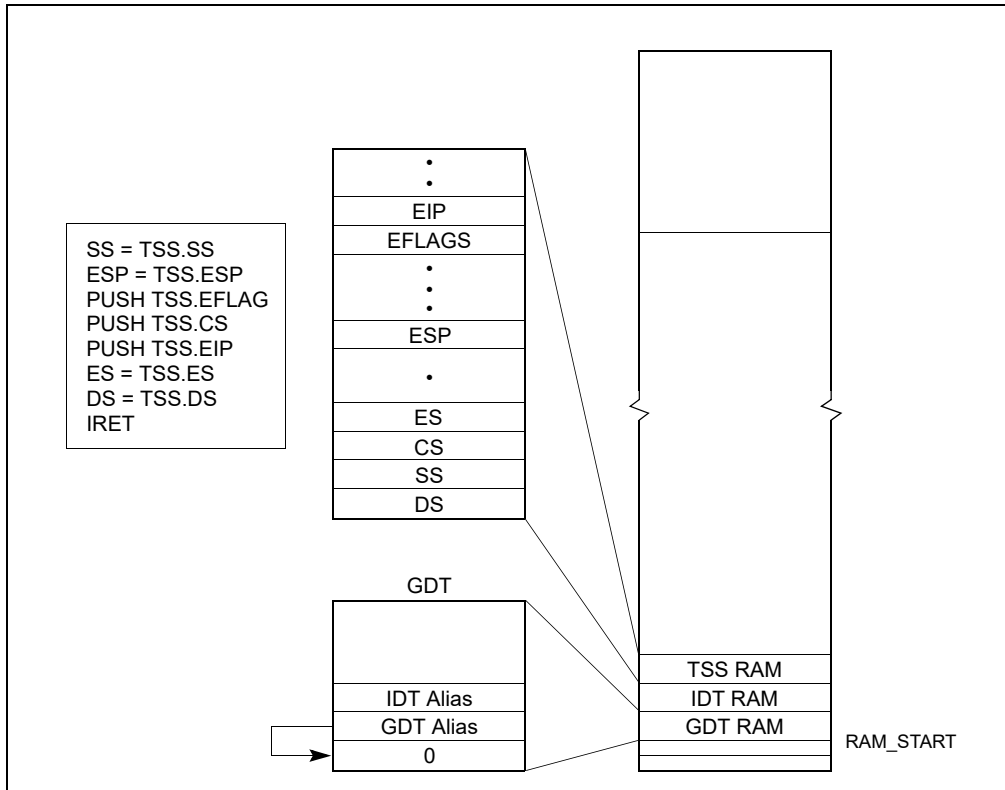 SS = TSS.SS
ESP = TSS.ESP
PUSH TSS.EFLAG
PUSH TSS.CS
PUSH TSS.EIP
ES = TSS.ES
DS = TSS.DS
IRET
EIP
EFLAGS
ESP
ES
CS
SS
DS
GDT
IDT Alias
GDT Alias
0
TSS RAM
IDT RAM
GDT RAM
RAM_START